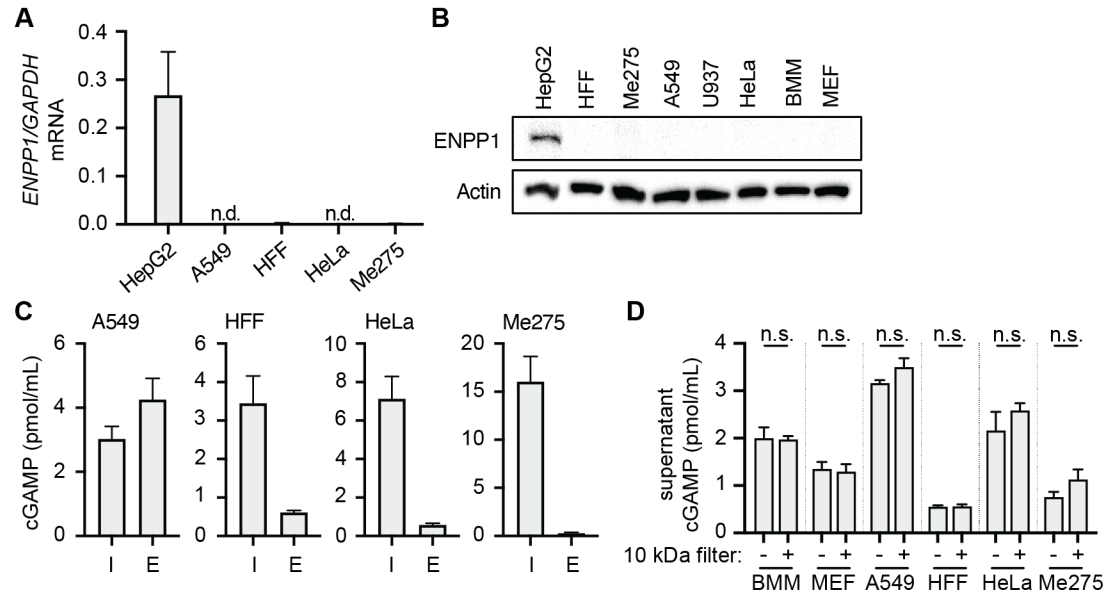 A
ENPP1/GAPDH
mRNA
0.4
0.3
0.2
0.1
0.0
n.d.
n.d.
HepG2
A549
HFF
HeLa
Me275
B
HepG2
HFF
Me275
A549
U937
HeLa
BMM
MEF
ENPP1
Actin
C
cGAMP (pmol/mL)
A549
6
4
2
0
I E
HFF
6
4
3
2
1
0
I E
HeLa
10
8
6
4
2
0
I E
Me275
20
15
10
5
0
I E
D
supernatant
cGAMP (pmol/mL)
4
3
2
1
0
n.s. n.s. n.s. n.s. n.s. n.s.
10 kDa filter: - + - + - + - + - + - +
BMM MEF A549 HFF HeLa Me275